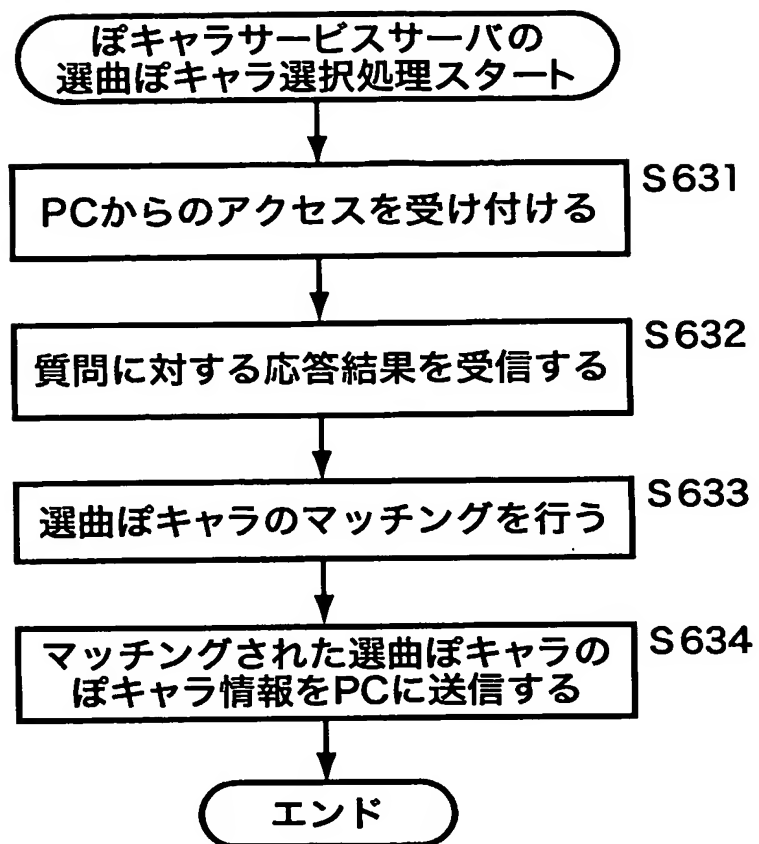 ぽキャラサービスサーバの
選曲ぽキャラ選択処理スタート
S631
PCからのアクセスを受け付ける
S632
質問に対する応答結果を受信する
S633
選曲ぽキャラのマッチングを行う
S634
マッチングされた選曲ぽキャラの
ぽキャラ情報をPCに送信する
エンド